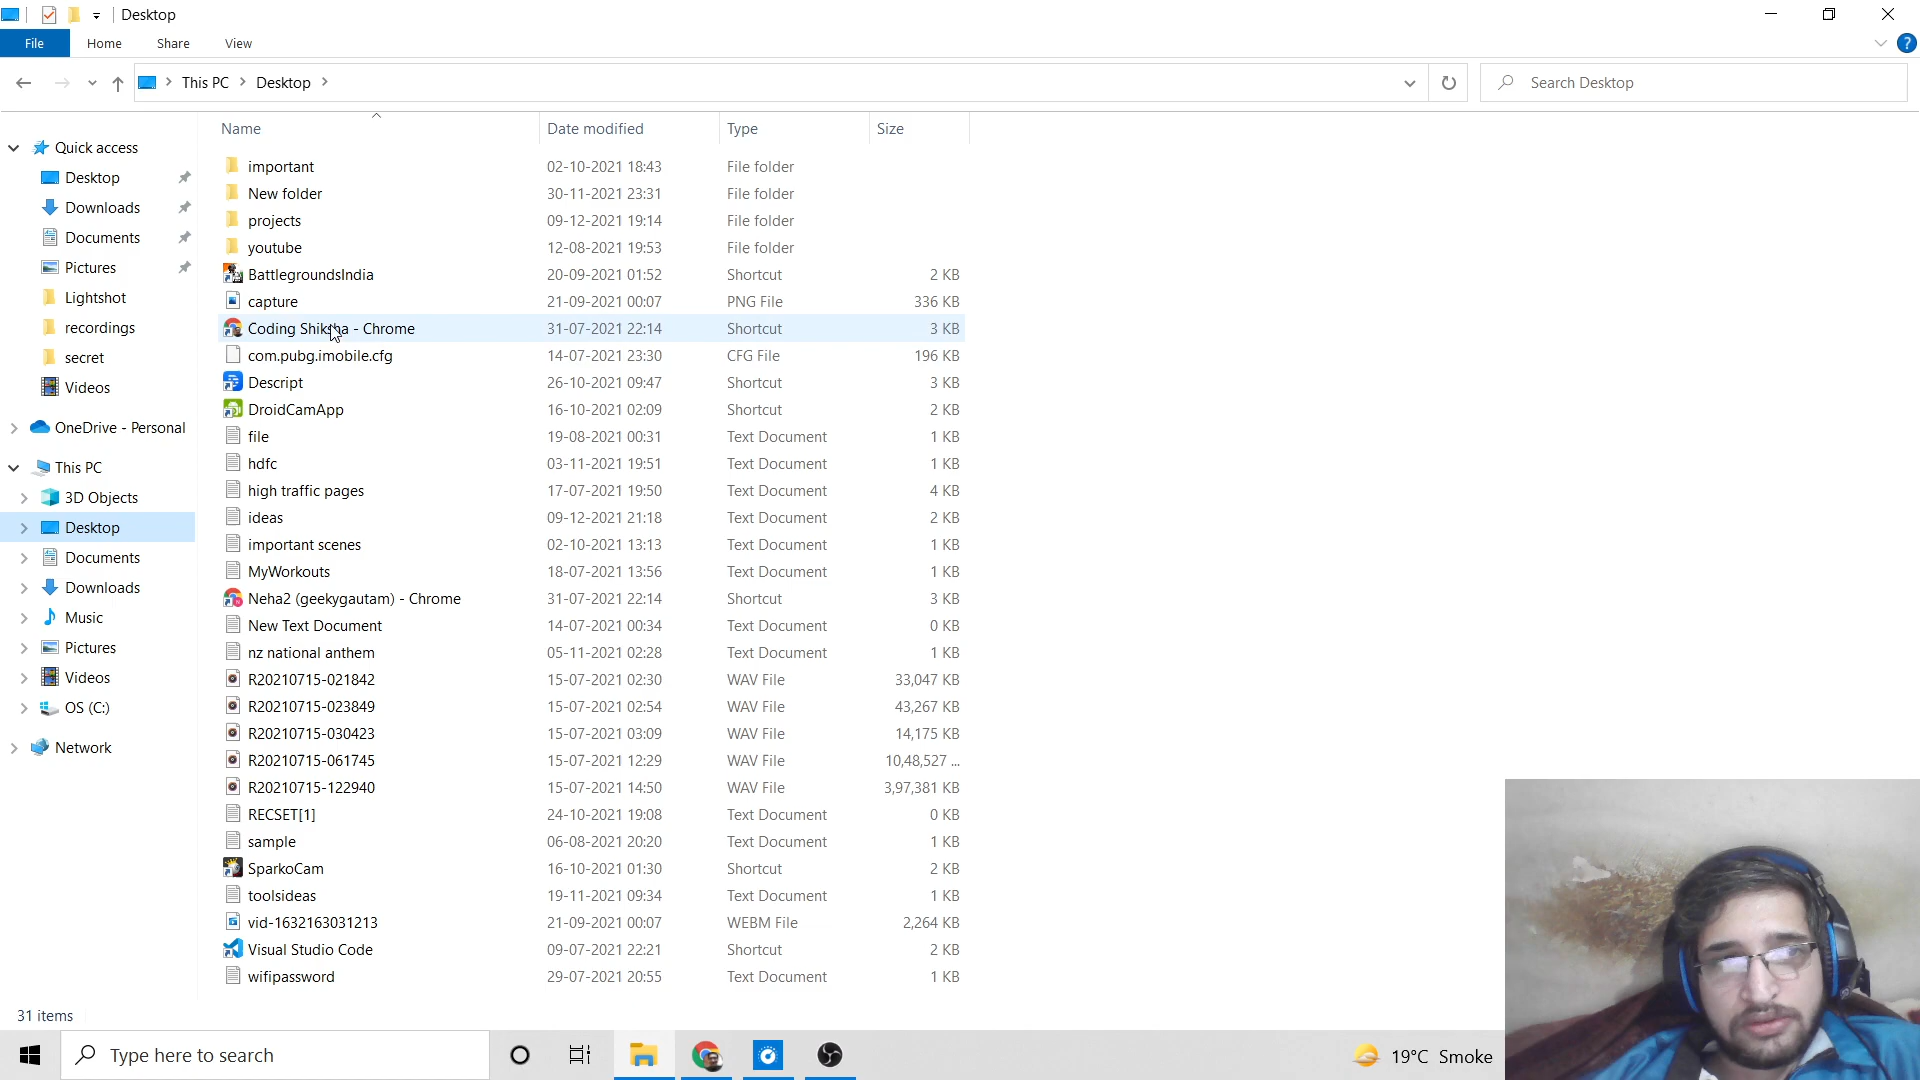 Desktop
File Home Share View
This PC Desktop
Search Desktop
Name Date modified Type Size
Quick access
Desktop
Downloads
Documents
Pictures
Lightshot
recordings
secret
Videos
OneDrive - Personal
This PC
3D Objects
Desktop
Documents
Downloads
Music
Pictures
Videos
OS (C:)
Network
important 02-10-2021 18:43 File folder
New folder 30-11-2021 23:31 File folder
projects 09-12-2021 19:14 File folder
youtube 12-08-2021 19:53 File folder
BattlegroundsIndia 20-09-2021 01:52 Shortcut 2 KB
capture 21-09-2021 00:07 PNG File 336 KB
Coding Shiksha - Chrome 31-07-2021 22:14 Shortcut 3 KB
com.pubg.imobile.cfg 14-07-2021 23:30 CFG File 196 KB
Descript 26-10-2021 09:47 Shortcut 3 KB
DroidCamApp 16-10-2021 02:09 Shortcut 2 KB
file 19-08-2021 00:31 Text Document 1 KB
hdfc 03-11-2021 19:51 Text Document 1 KB
high traffic pages 17-07-2021 19:50 Text Document 4 KB
ideas 09-12-2021 21:18 Text Document 2 KB
important scenes 02-10-2021 13:13 Text Document 1 KB
MyWorkouts 18-07-2021 13:56 Text Document 1 KB
Neha2 (geekygautam) - Chrome 31-07-2021 22:14 Shortcut 3 KB
New Text Document 14-07-2021 00:34 Text Document 0 KB
nz national anthem 05-11-2021 02:28 Text Document 1 KB
R20210715-021842 15-07-2021 02:30 WAV File 33,047 KB
R20210715-023849 15-07-2021 02:54 WAV File 43,267 KB
R20210715-030423 15-07-2021 03:09 WAV File 14,175 KB
R20210715-061745 15-07-2021 12:29 WAV File 10,48,527 ...
R20210715-122940 15-07-2021 14:50 WAV File 3,97,381 KB
RECSET[1] 24-10-2021 19:08 Text Document 0 KB
sample 06-08-2021 20:20 Text Document 1 KB
SparkoCam 16-10-2021 01:30 Shortcut 2 KB
toolsideas 19-11-2021 09:34 Text Document 1 KB
vid-1632163031213 21-09-2021 00:07 WEBM File 2,264 KB
Visual Studio Code 09-07-2021 22:21 Shortcut 2 KB
wifipassword 29-07-2021 20:55 Text Document 1 KB
31 items
Type here to search
19°C Smoke